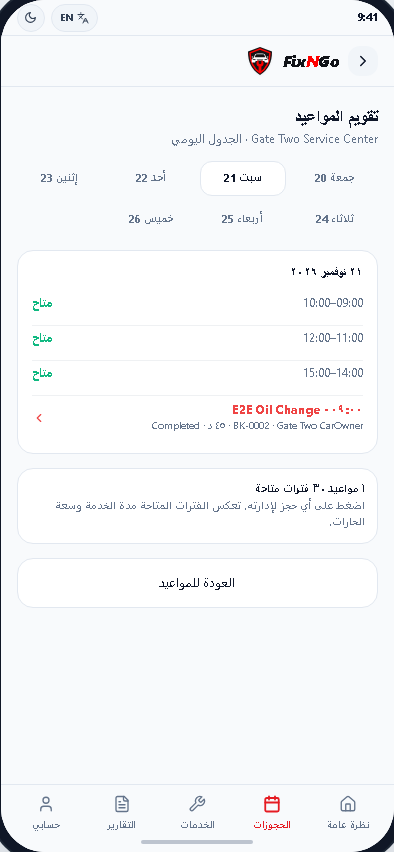 9:41
EN
FixNGo
تقويم المواعيد
Gate Two Service Center · الجدول اليومي
جمعة 20
سبت 21
أحد 22
إثنين 23
ثلاثاء 24
أربعاء 25
خميس 26
٢١ نوفمبر ٢٠٢٦
09:00–10:00 متاح
11:00–12:00 متاح
14:00–15:00 متاح
٠٩:٠٠ · E2E Oil Change
Completed · ٤٥ د · BK-0002 · Gate Two CarOwner
١ مواعيد · ٣ فترات متاحة
اضغط على أي حجز لإدارته. تعكس الفترات المتاحة مدة الخدمة وسعة
الحارات.
العودة للمواعيد
نظرة عامة
الحجوزات
الخدمات
التقارير
حسابي